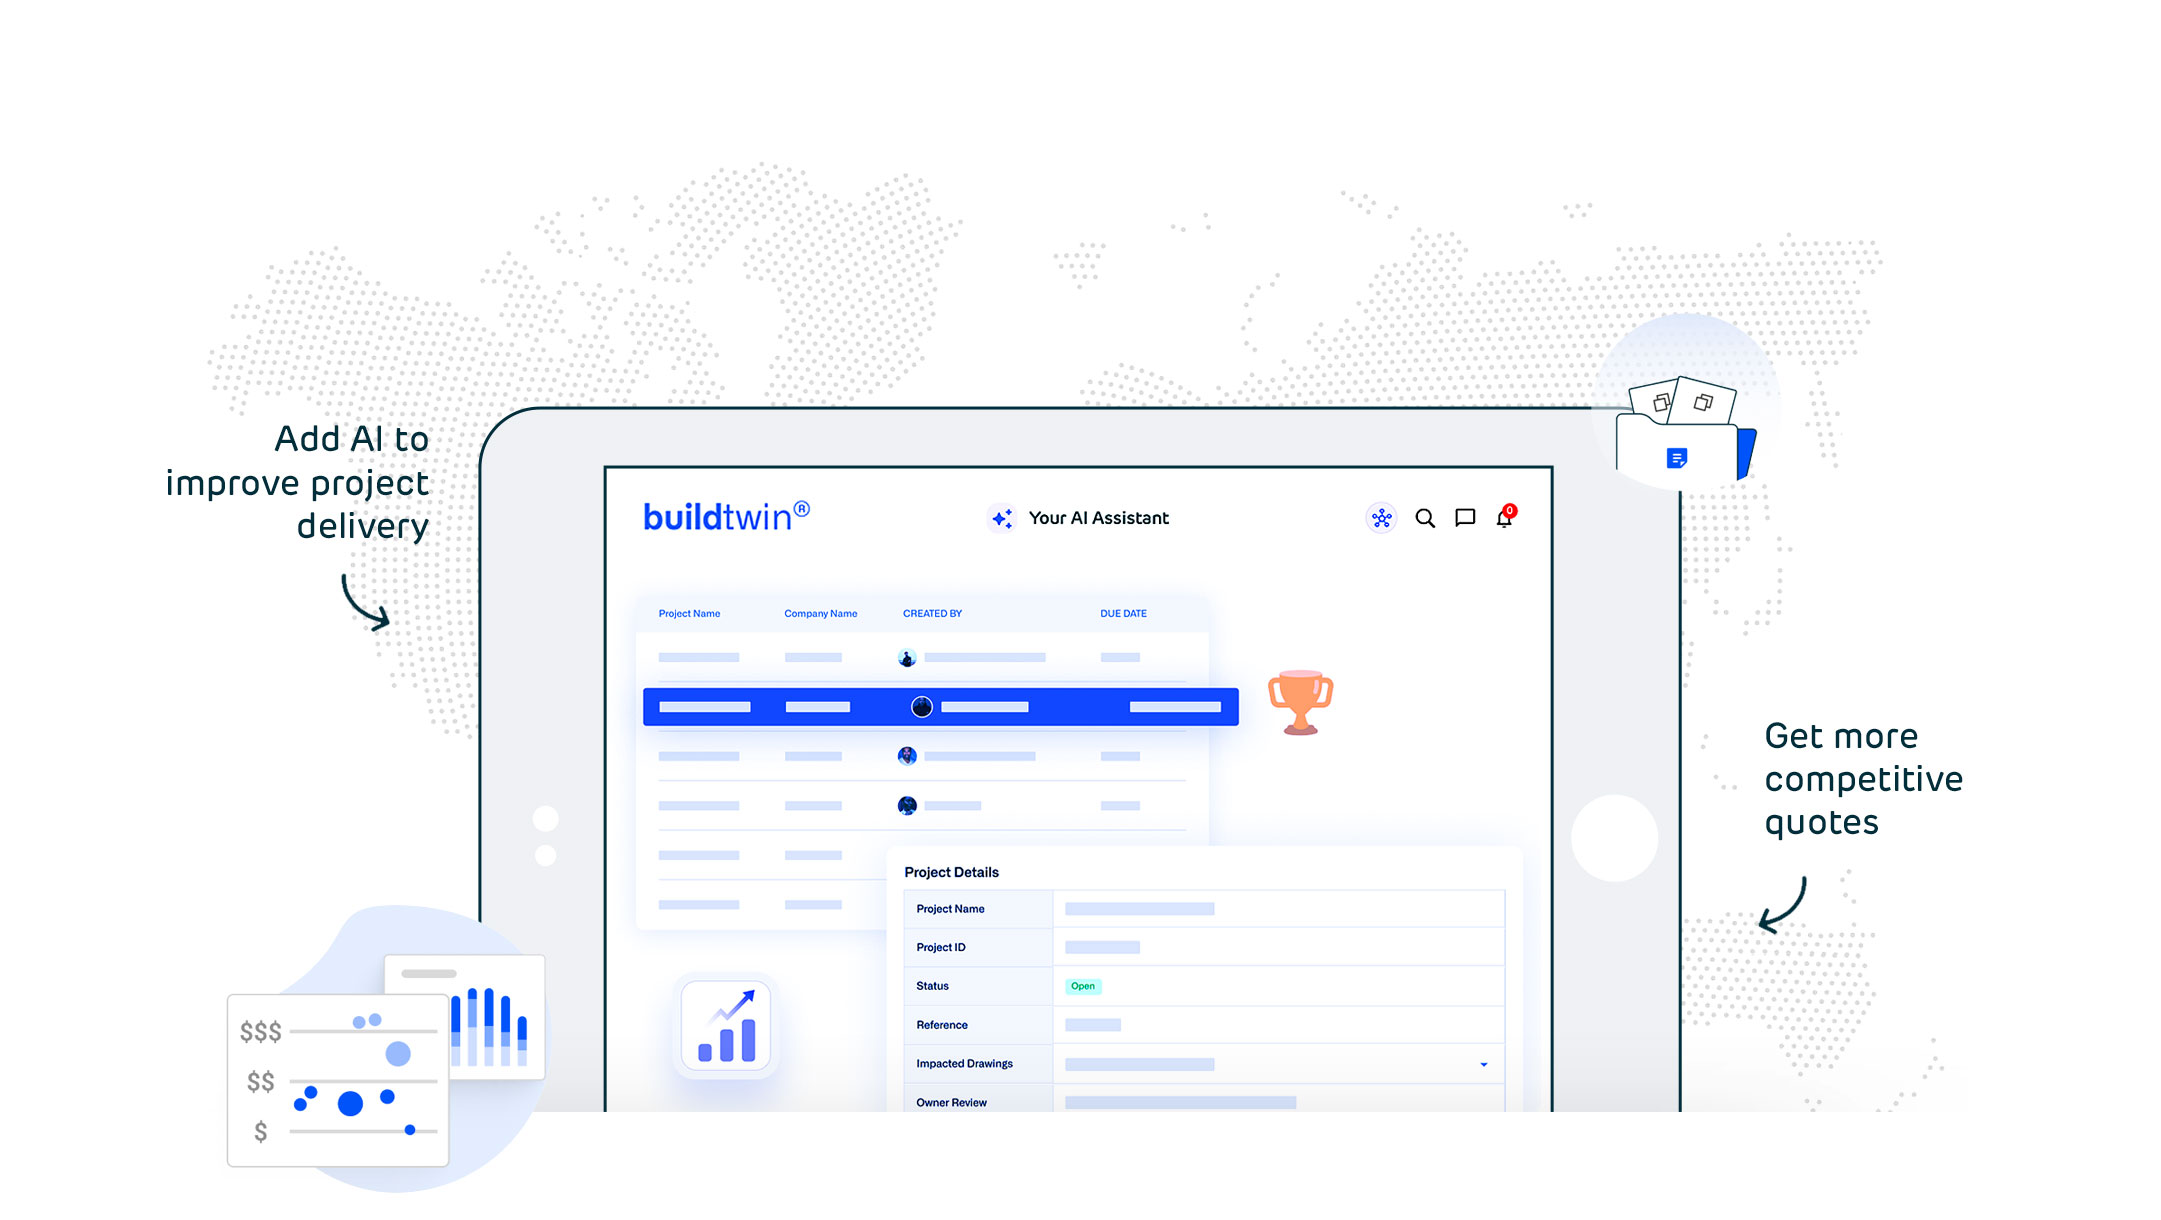 Add AI to
improve project
delivery
buildtwin®
Your AI Assistant
0
Project Name
Company Name
CREATED BY
DUE DATE
Get more
competitive
quotes
Project Details
Project Name
Project ID
Status
Open
Reference
Impacted Drawings
Owner Review
$$$
$$
$